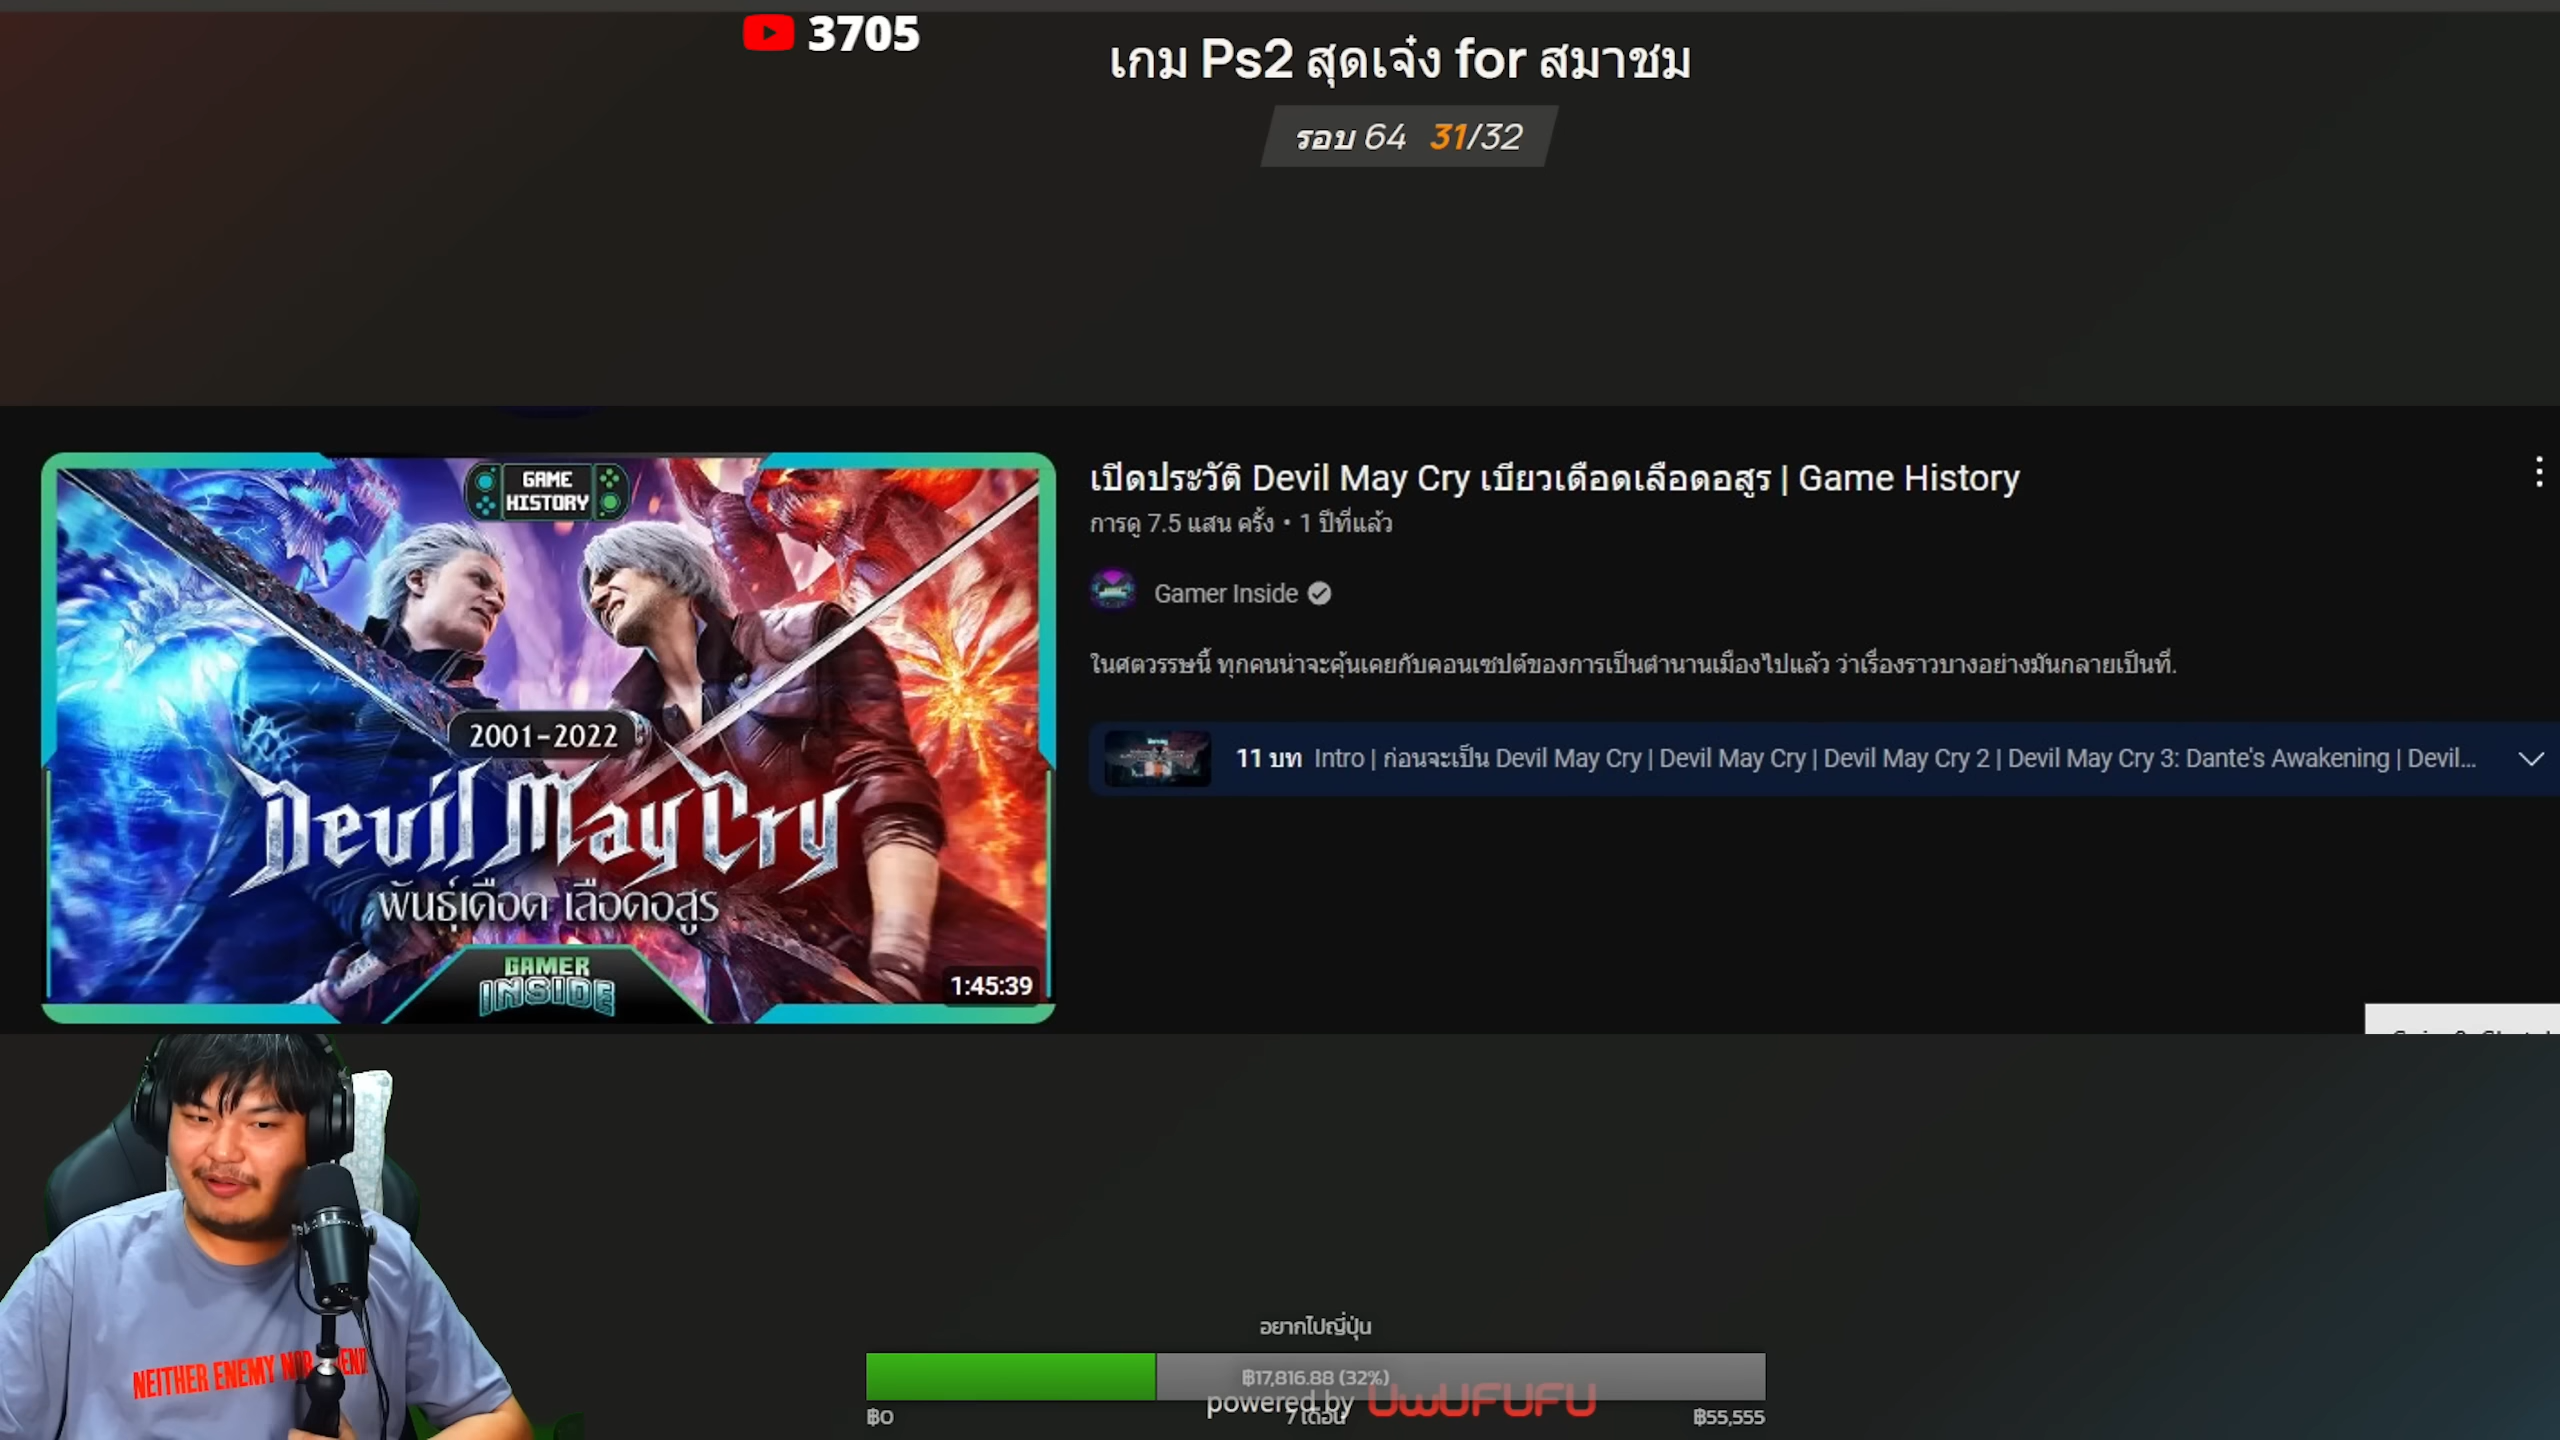 3705
เกม Ps2 สุดเจ๋ง for สมาชม
รอบ 64 31/32
GAME HISTORY
2001-2022
Devil May Cry
พันธุ์เดือด เลือดอสูร
GAMER INSIDE
1:45:39
เปิดประวัติ Devil May Cry เบียวเดือดเลือดอสูร | Game History
การดู 7.5 แสน ครั้ง • 1 ปีที่แล้ว
Gamer Inside
ในศตวรรษนี้ ทุกคนน่าจะคุ้นเคยกับคอนเซปต์ของการเป็นตำนานเมืองไปแล้ว ว่าเรื่องราวบางอย่างมันกลายเป็นที่.
11 บท Intro | ก่อนจะเป็น Devil May Cry | Devil May Cry | Devil May Cry 2 | Devil May Cry 3: Dante's Awakening | Devil...
NEITHER ENEMY NOR
อยากไปญี่ปุ่น
฿17,816.88 (32%)
powered by UwUFUFU
฿0 7 เดือน ฿55,555